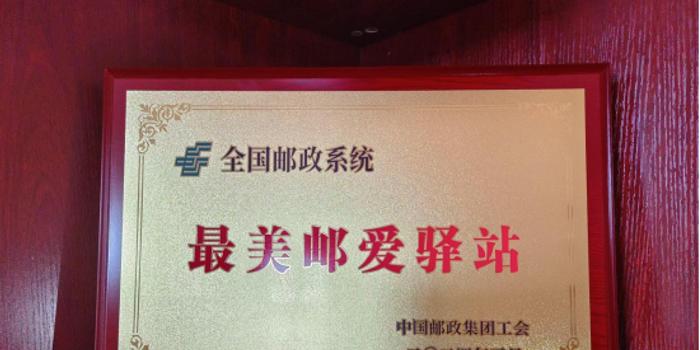 全国邮政系统
最美邮爱驿站
中国邮政集团工会